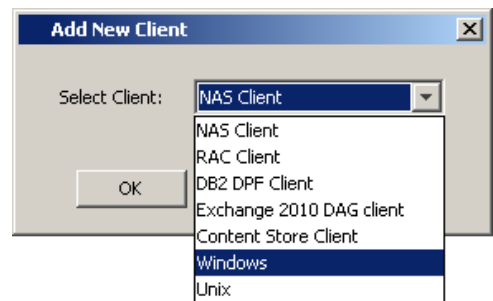 Add New Client
Select Client: NAS Client
NAS Client
RAC Client
DB2 DPF Client
OK
Exchange 2010 DAG client
Content Store Client
Windows
Unix